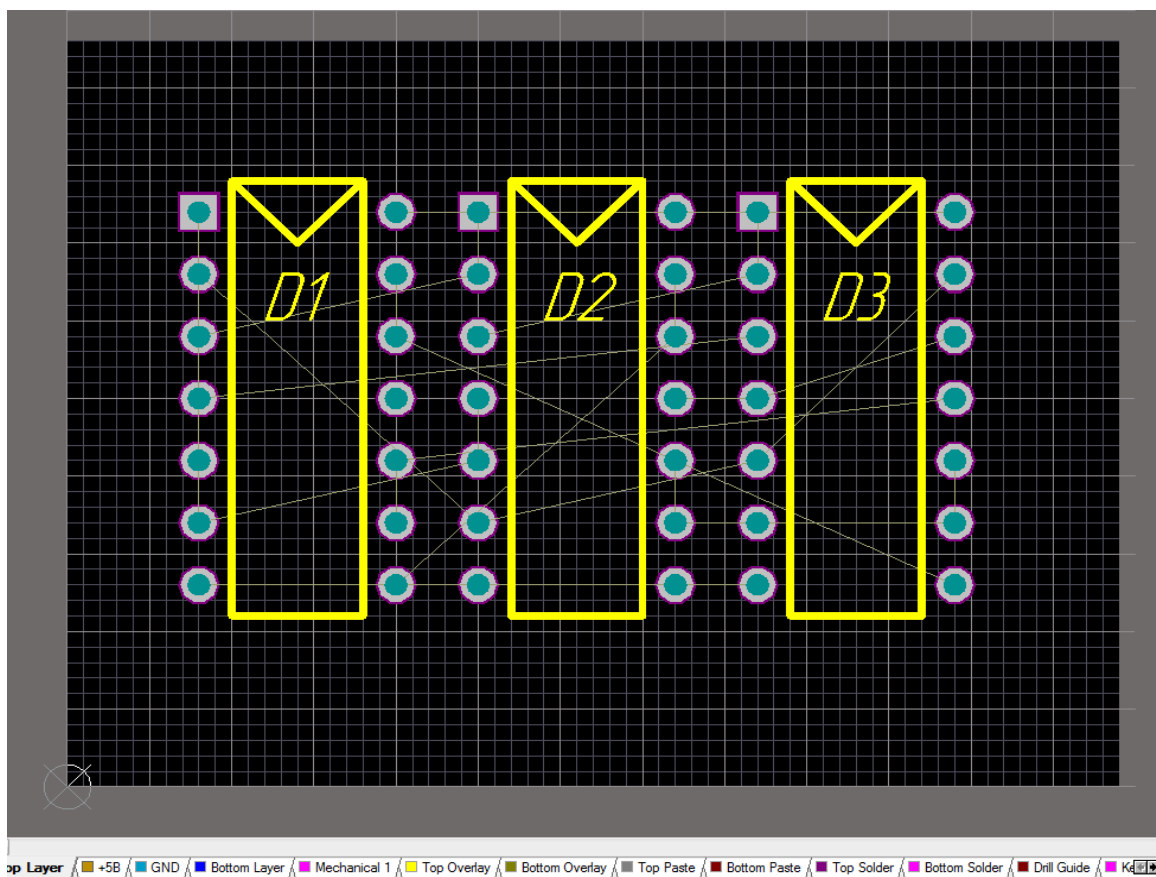 D1 D2 D3
op Layer +5B GND Bottom Layer Mechanical 1 Top Overlay Bottom Overlay Top Paste Bottom Paste Top Solder Bottom Solder Drill Guide Ke